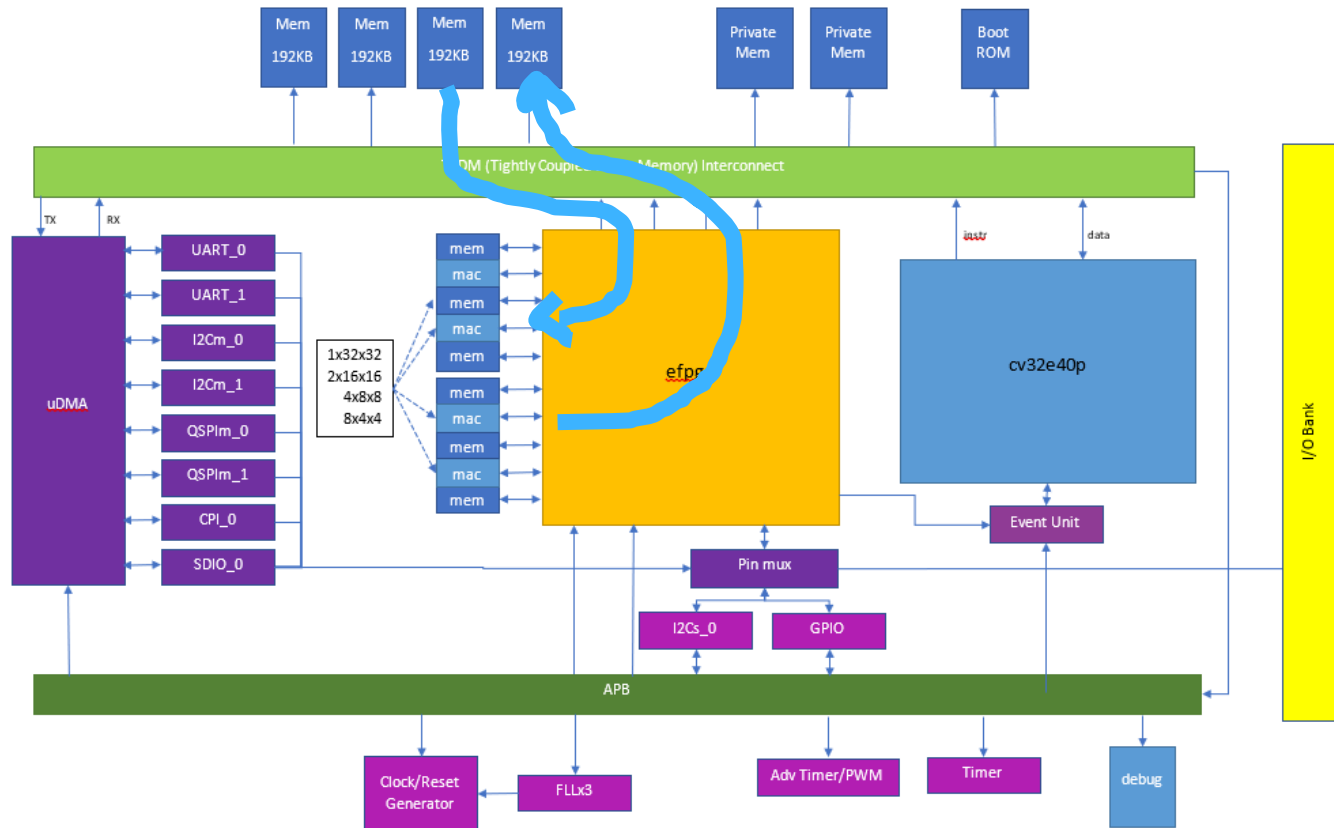 Mem
192KB
Mem
192KB
Mem
192KB
Mem
192KB
Private
Mem
Private
Mem
Boot
ROM
(Tightly Memory) Interconnect
TX
RX
instr
data
uDMA
UART_0
UART_1
I2Cm_0
I2Cm_1
QSPIm_0
QSPIm_1
CPI_0
SDIO_0
1x32x32
2x16x16
4x8x8
8x4x4
mem
mac
mem
mac
mem
mem
mac
mem
mac
mem
cv32e40p
I/O Bank
Event Unit
Pin mux
I2Cs_0
GPIO
APB
Clock/Reset
Generator
FLLx3
Adv Timer/PWM
Timer
debug